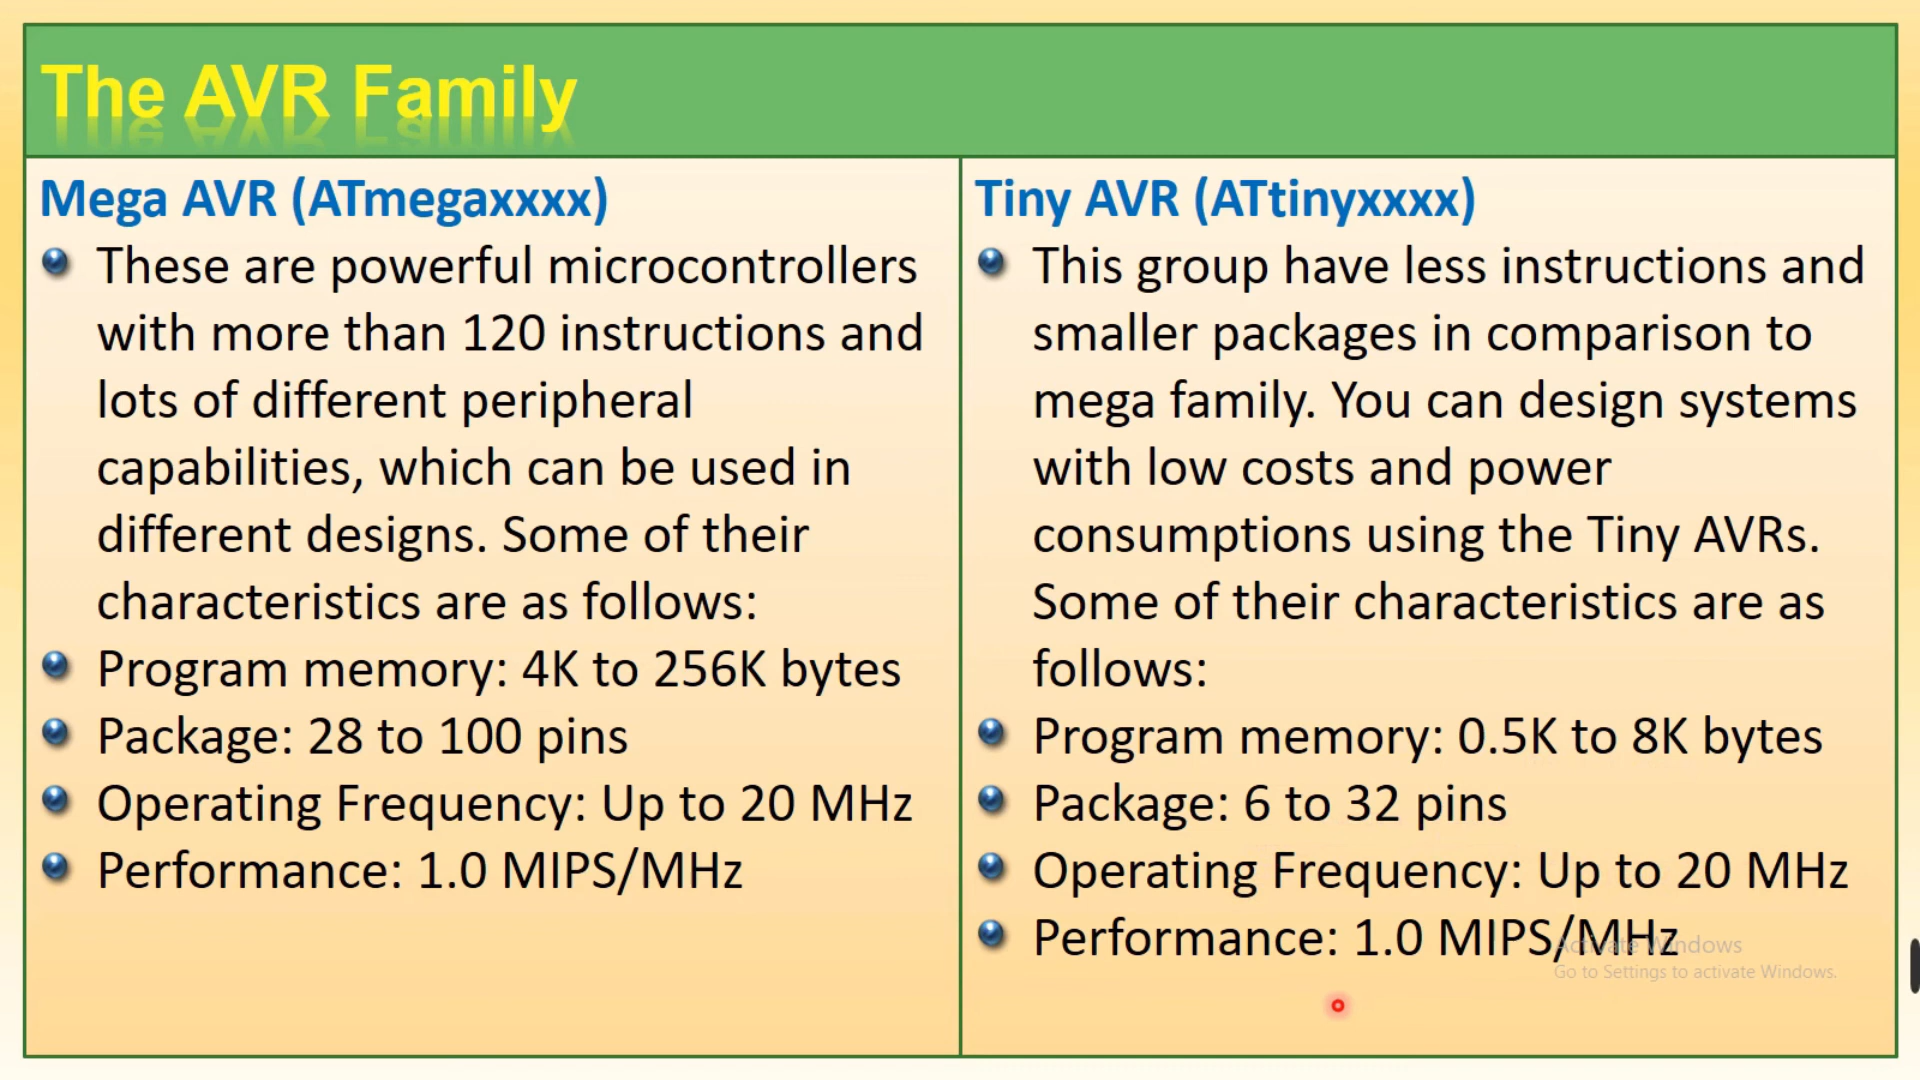 The AVR Family
Mega AVR (ATmegaxxxx)
These are powerful microcontrollers
with more than 120 instructions and
lots of different peripheral
capabilities, which can be used in
different designs. Some of their
characteristics are as follows:
Program memory: 4K to 256K bytes
Package: 28 to 100 pins
Operating Frequency: Up to 20 MHz
Performance: 1.0 MIPS/MHz
Tiny AVR (ATtinyxxxx)
This group have less instructions and
smaller packages in comparison to
mega family. You can design systems
with low costs and power
consumptions using the Tiny AVRs.
Some of their characteristics are as
follows:
Program memory: 0.5K to 8K bytes
Package: 6 to 32 pins
Operating Frequency: Up to 20 MHz
Performance: 1.0 MIPS/MHz
Activate Windows
Go to Settings to activate Windows.